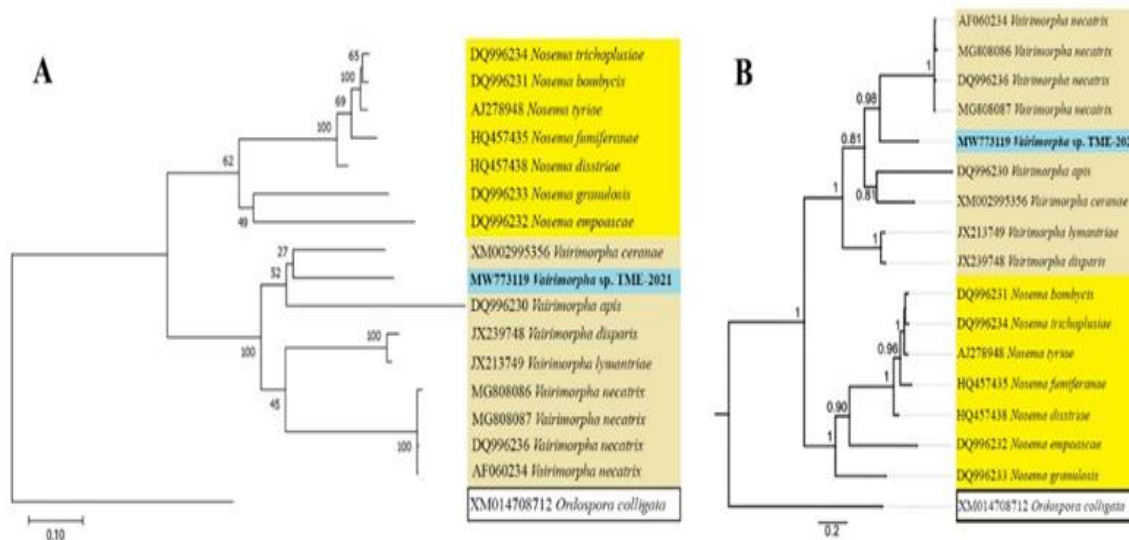 A
65
DQ996234 Nosema trichoplusiae
100
DQ996231 Nosema bombycis
69
AJ278948 Nosema tyriae
100
HQ457435 Nosema fumiferanae
62
HQ457438 Nosema disstriae
DQ996233 Nosema granulosis
49
DQ996232 Nosema empoascae
27
XM002995356 Vairimorpha ceranae
32
MW773119 Vairimorpha sp. TME-2021
DQ996230 Vairimorpha apis
100
JX239748 Vairimorpha disparis
100
JX213749 Vairimorpha lymantriae
45
MG808086 Vairimorpha necatrix
MG808087 Vairimorpha necatrix
100
DQ996236 Vairimorpha necatrix
AF060234 Vairimorpha necatrix
XM014708712 Ordospora colligata
0.10
B
AF060234 Vairimorpha necatrix
1
MG808086 Vairimorpha necatrix
DQ996236 Vairimorpha necatrix
0.98
MG808087 Vairimorpha necatrix
0.81
MW773119 Vairimorpha sp. TME-202
DQ996230 Vairimorpha apis
1
0.81
XM002995356 Vairimorpha ceranae
JX213749 Vairimorpha lymantriae
1
JX239748 Vairimorpha disparis
1
DQ996231 Nosema bombycis
1
DQ996234 Nosema trichoplusiae
0.96
AJ278948 Nosema tyriae
1
HQ457435 Nosema fumiferanae
0.90
HQ457438 Nosema disstriae
1
DQ996232 Nosema empoascae
DQ996233 Nosema granulosis
XM014708712 Ordospora colligata
0.2